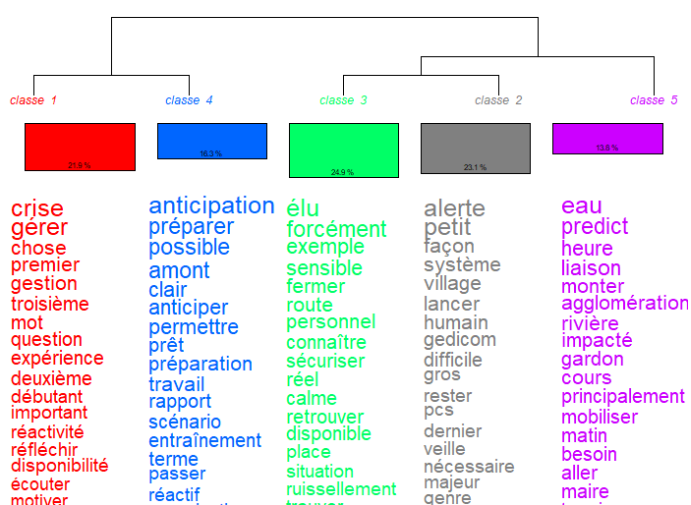 classe 1
classe 4
classe 3
classe 2
classe 5
16.3 %
24.9 %
23.1 %
crise
gérer
chose
premier
gestion
troisième
mot
question
expérience
deuxième
débutant
important
réactivité
réfléchir
disponibilité
écouter
motiver
anticipation
préparer
possible
amont
clair
anticiper
permettre
prêt
préparation
travail
rapport
scénario
entraînement
terme
passer
réactif
élu
forcément
exemple
sensible
fermer
route
personnel
connaître
sécuriser
réel
calme
retrouver
disponible
place
situation
ruissellement
alerte
petit
façon
système
village
lancer
humain
gedicom
difficile
gros
rester
pcs
dernier
veille
nécessaire
majeur
genre
eau
predict
heure
liaison
monter
agglomération
rivière
impacté
gardon
cours
principalement
mobiliser
matin
besoin
aller
maire